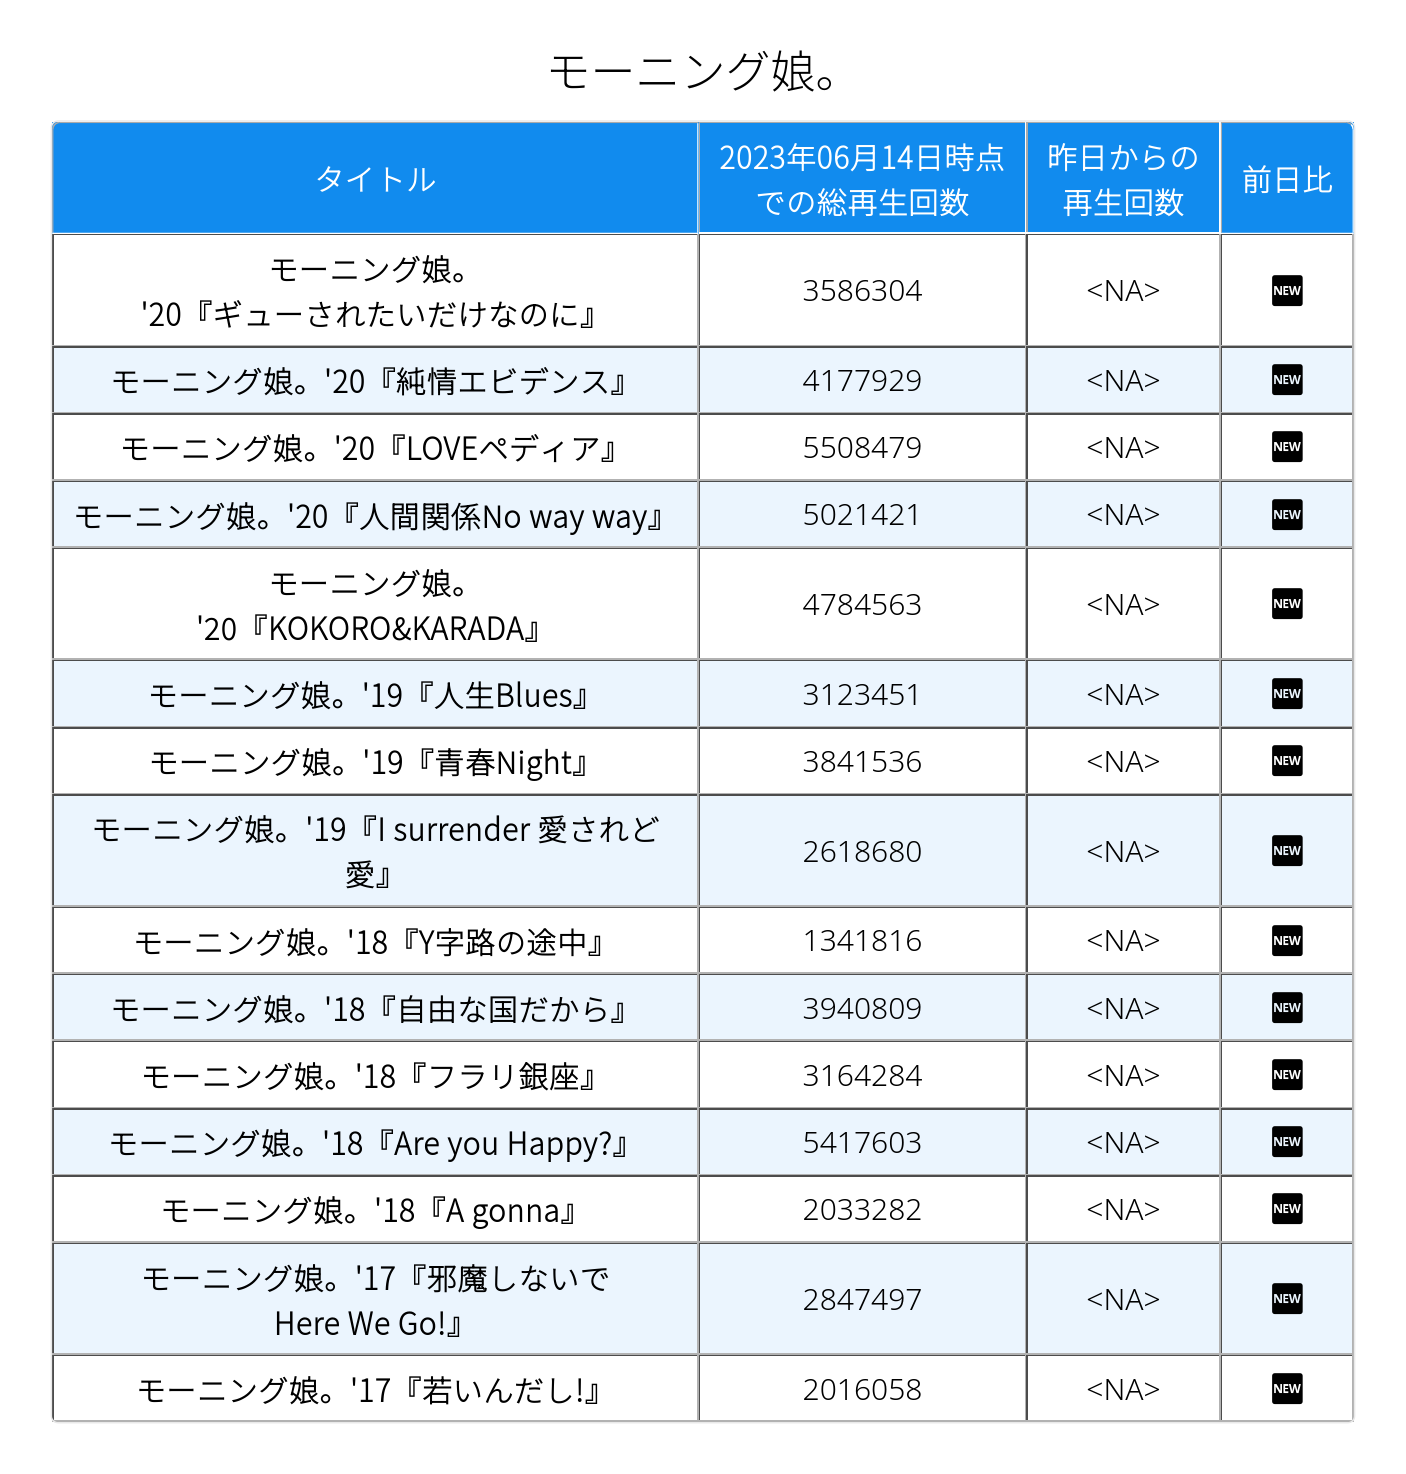 モーニング娘。
タイトル
2023年06月14日時点
での総再生回数
昨日からの
再生回数
前日比
モーニング娘。
'20『ギューされたいだけなのに』
3586304
<NA>
NEW
モーニング娘。'20『純情エビデンス』
4177929
<NA>
NEW
モーニング娘。'20『LOVEペディア』
5508479
<NA>
NEW
モーニング娘。'20『人間関係No way way』
5021421
<NA>
NEW
モーニング娘。
'20『KOKORO&KARADA』
4784563
<NA>
NEW
モーニング娘。'19『人生Blues』
3123451
<NA>
NEW
モーニング娘。'19『青春Night』
3841536
<NA>
NEW
モーニング娘。'19『I surrender 愛されど
愛』
2618680
<NA>
NEW
モーニング娘。'18『Y字路の途中』
1341816
<NA>
NEW
モーニング娘。'18『自由な国だから』
3940809
<NA>
NEW
モーニング娘。'18『フラリ銀座』
3164284
<NA>
NEW
モーニング娘。'18『Are you Happy?』
5417603
<NA>
NEW
モーニング娘。'18『A gonna』
2033282
<NA>
NEW
モーニング娘。'17『邪魔しないで
Here We Go!』
2847497
<NA>
NEW
モーニング娘。'17『若いんだし!』
2016058
<NA>
NEW